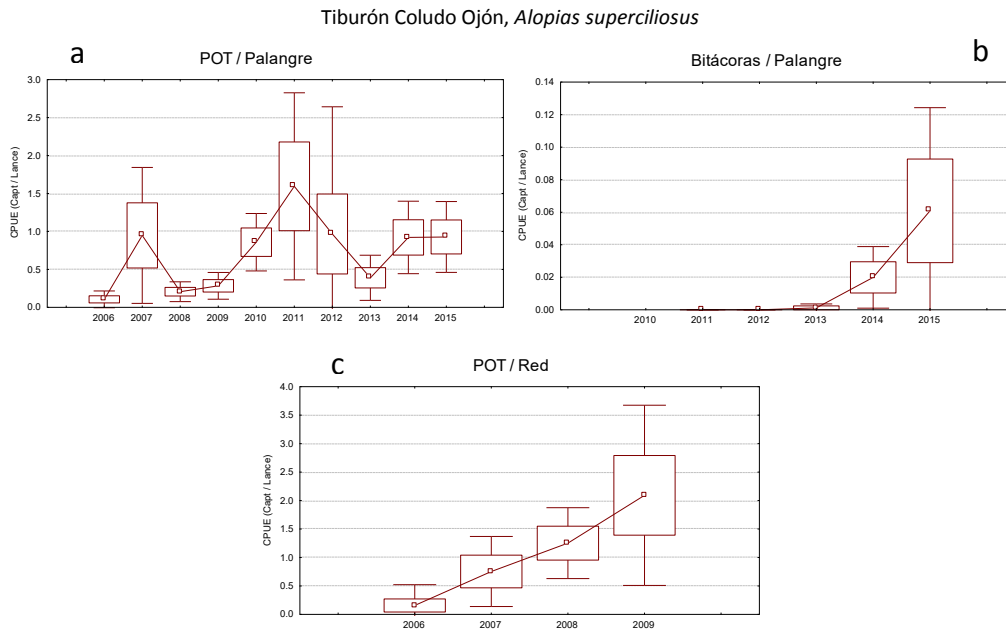 Tiburón Coludo Ojón, Alopias superciliosus
a
POT / Palangre
CPUE (Capt / Lance)
3.0
2.5
2.0
1.5
1.0
0.5
0.0
2006 2007 2008 2009 2010 2011 2012 2013 2014 2015
b
Bitácoras / Palangre
CPUE (Capt / Lance)
0.14
0.12
0.10
0.08
0.06
0.04
0.02
0.00
2010 2011 2012 2013 2014 2015
c
POT / Red
CPUE (Capt / Lance)
4.0
3.5
3.0
2.5
2.0
1.5
1.0
0.5
0.0
2006 2007 2008 2009